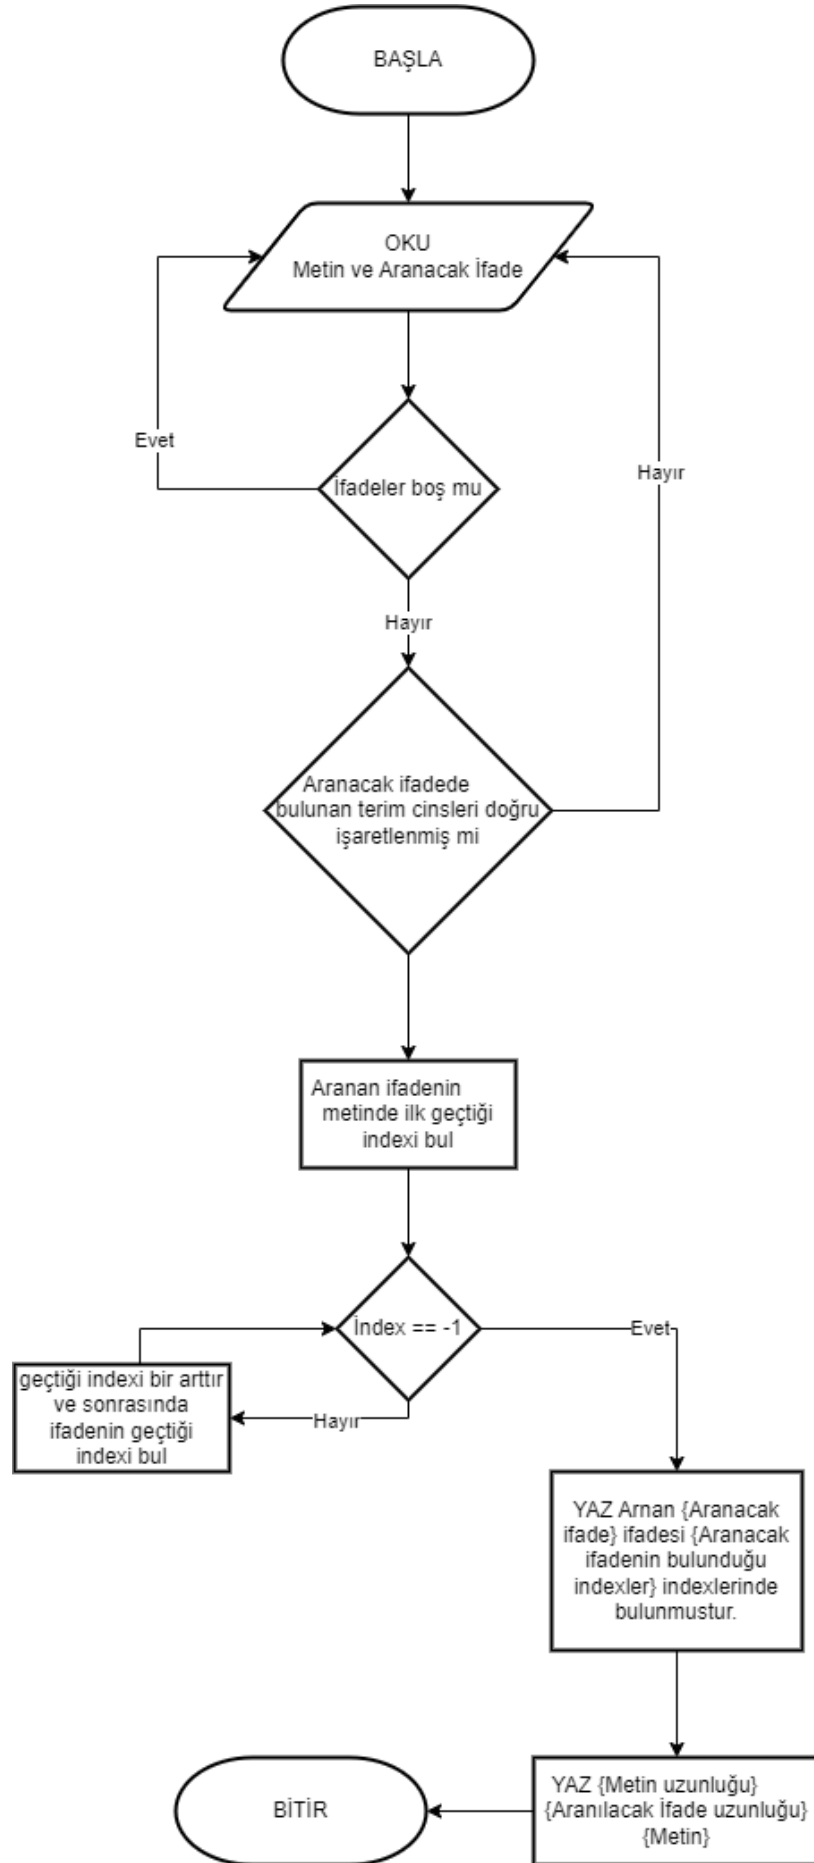 BAŞLA
OKU
Metin ve Aranacak İfade
Evet
İfadeler boş mu
Hayır
Hayır
Aranacak ifadede
bulunan terim cinsleri doğru
işaretlenmiş mi
Aranan ifadenin
metinde ilk geçtiği
indexi bul
İndex == -1
Evet
geçtiği indexi bir arttır
ve sonrasında
ifadenin geçtiği
indexi bul
Hayır
YAZ Arnan {Aranacak
ifade} ifadesi {Aranacak
ifadenin bulunduğu
indexler} indexlerinde
bulunmustur.
YAZ {Metin uzunluğu}
{Aranılacak İfade uzunluğu}
{Metin}
BİTİR